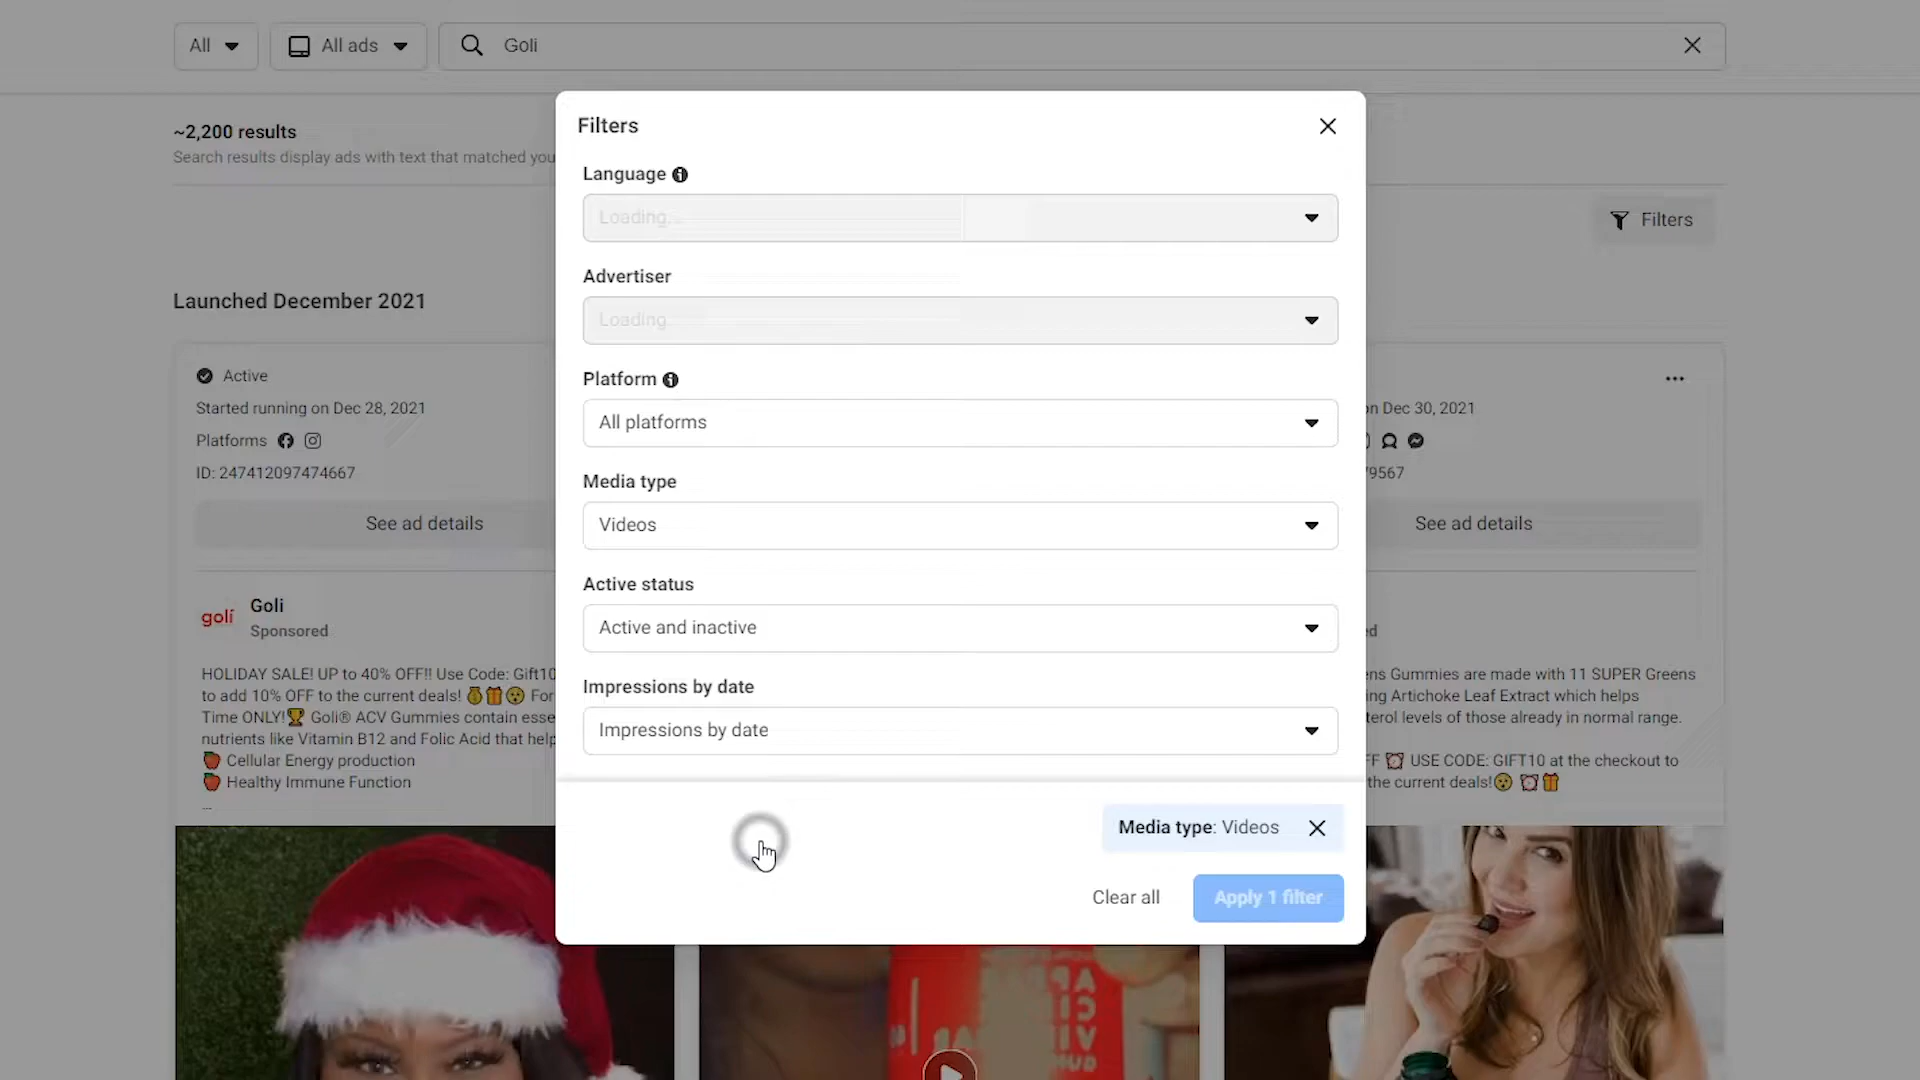 All
All ads
Goli
~2,200 results
Search results display ads with text that matched you
Filters
Launched December 2021
Filters
Language
Loading...
Advertiser
Loading
Platform
All platforms
Media type
Videos
Active status
Active and inactive
Impressions by date
Impressions by date
Media type: Videos
Clear all
Apply 1 filter
Active
Started running on Dec 28, 2021
Platforms
ID: 247412097474667
See ad details
goli
Goli
Sponsored
HOLIDAY SALE! UP to 40% OFF!! Use Code: Gift10
to add 10% OFF to the current deals! 💰🎁😮 For
Time ONLY!🏆 Goli® ACV Gummies contain esse
nutrients like Vitamin B12 and Folic Acid that help
🍎 Cellular Energy production
🍎 Healthy Immune Function
...
on Dec 30, 2021
79567
See ad details
ed
ens Gummies are made with 11 SUPER Greens
ing Artichoke Leaf Extract which helps
terol levels of those already in normal range.
FF ⏰ USE CODE: GIFT10 at the checkout to
the current deals!😮 ⏰🎁